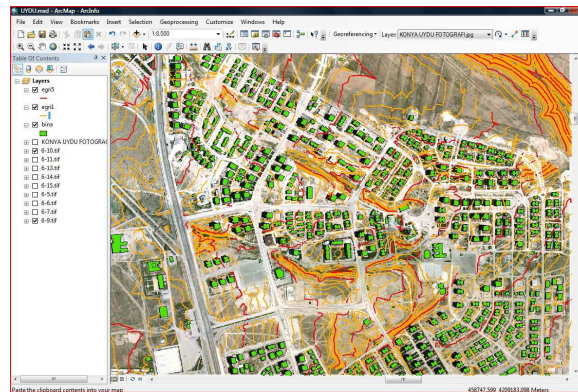 UYDU.mxd - ArcMap - ArcInfo
File Edit View Bookmarks Insert Selection Geoprocessing Customize Windows Help
1:8,000 Georeferencing Layer: KONYA UYDU FOTOGRAFI.jpg
Table Of Contents
Layers
egri5
egri1
bina
KONYA UYDU FOTOGRAI
6-10.tif
6-11.tif
6-13.tif
6-14.tif
6-15.tif
6-5.tif
6-6.tif
6-7.tif
6-9.tif
Paste the clipboard contents into your map 458747,599 4209183,098 Meters